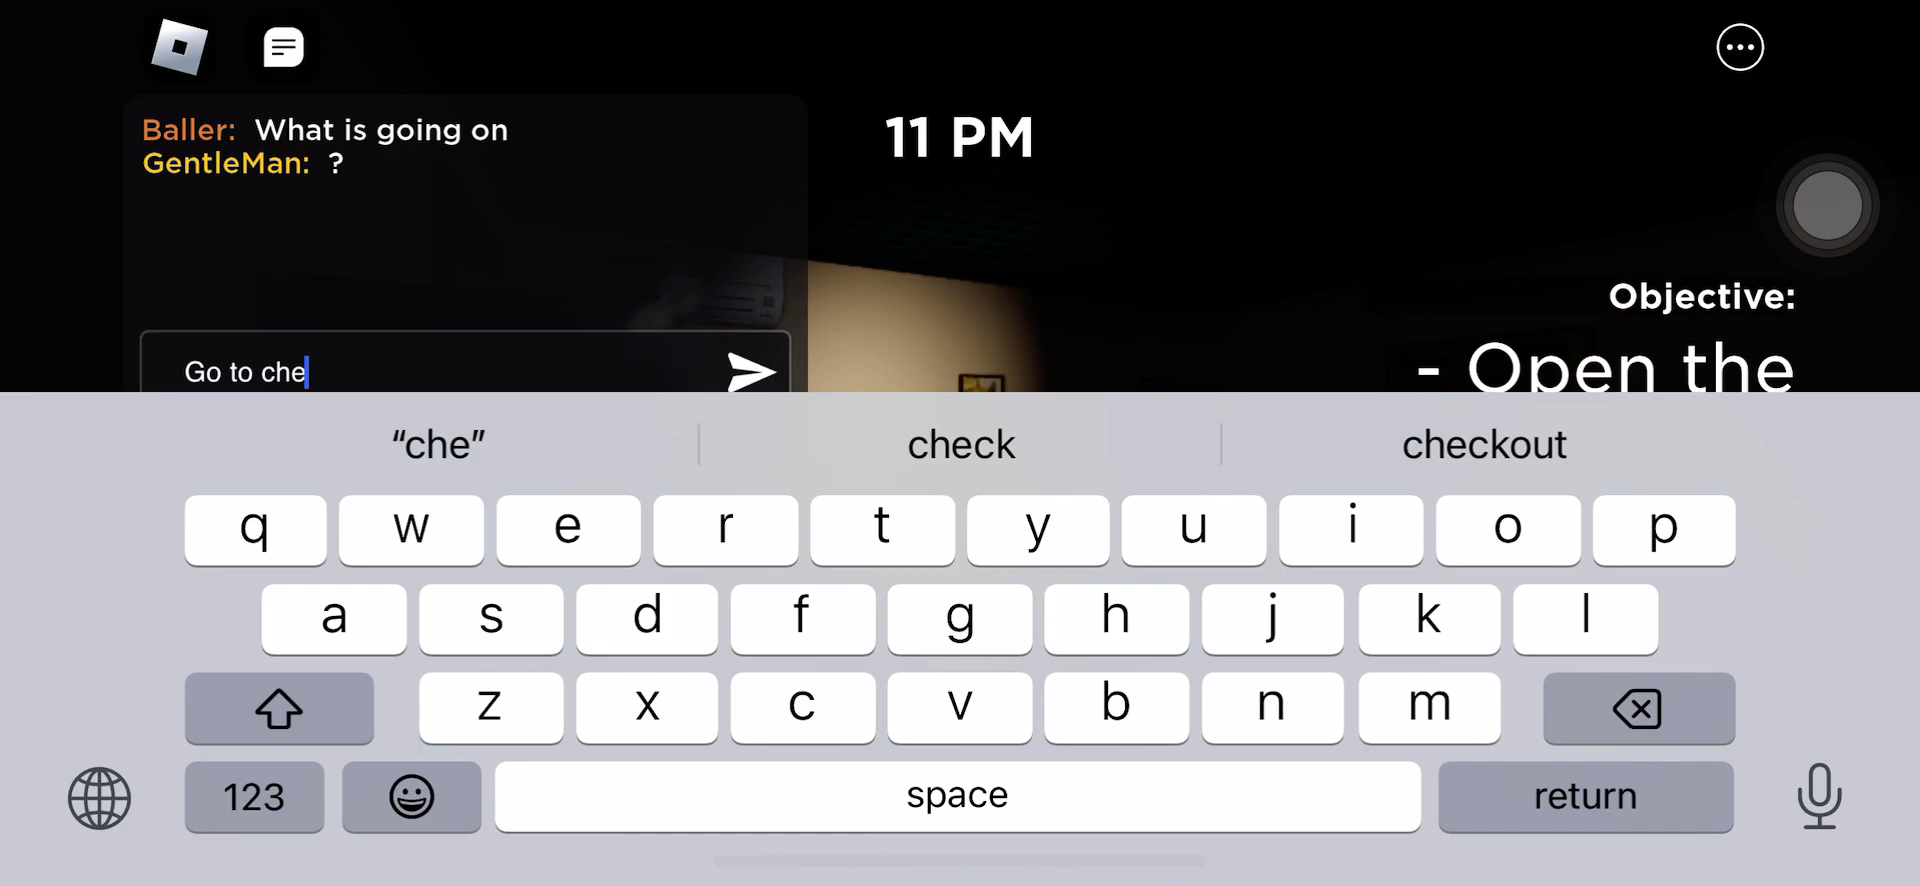 Baller: What is going on
GentleMan: ?
11 PM
Objective:
- Open the
Go to che
“che” check checkout
q w e r t y u i o p
a s d f g h j k l
z x c v b n m
123 space return